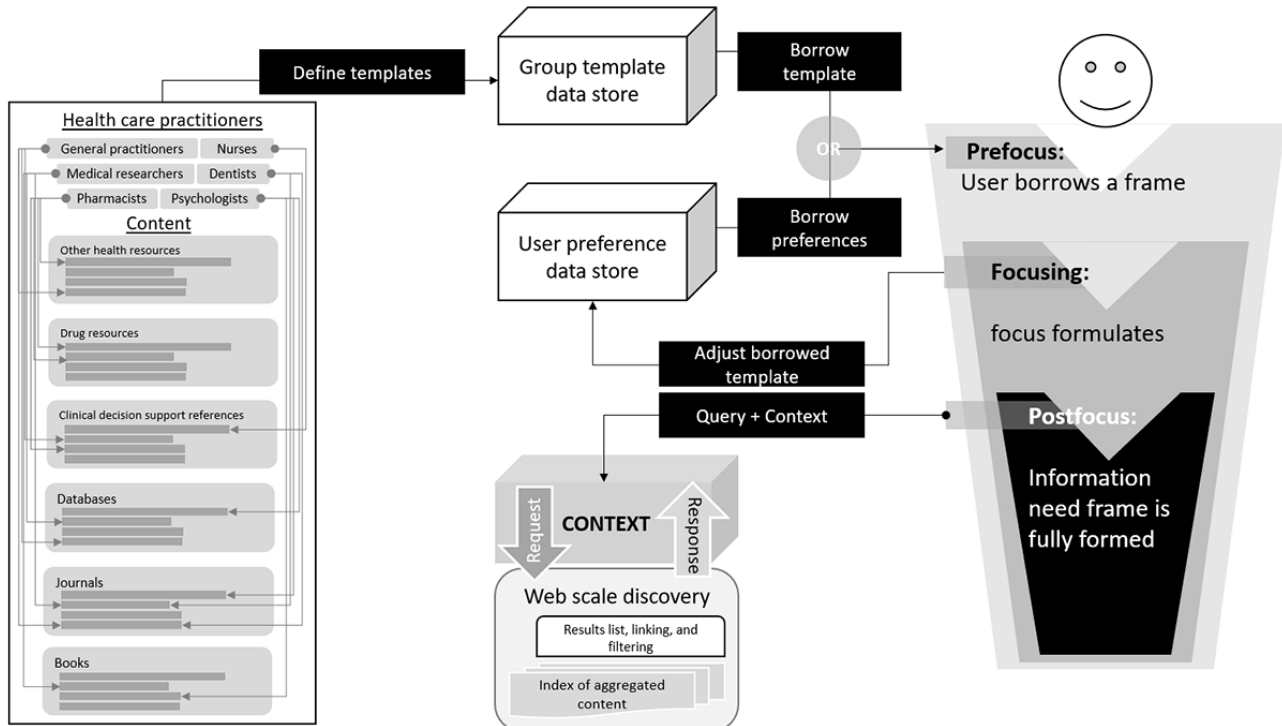 Health care practitioners
General practitioners
Nurses
Medical researchers
Dentists
Pharmacists
Psychologists
Content
Other health resources
Drug resources
Clinical decision support references
Databases
Journals
Books
Define templates
Group template
data store
Borrow
template
OR
User preference
data store
Borrow
preferences
Adjust borrowed
template
Query + Context
Request
CONTEXT
Response
Web scale discovery
Results list, linking, and
filtering
Index of aggregated
content
Prefocus:
User borrows a frame
Focusing:
focus formulates
Postfocus:
Information
need frame is
fully formed